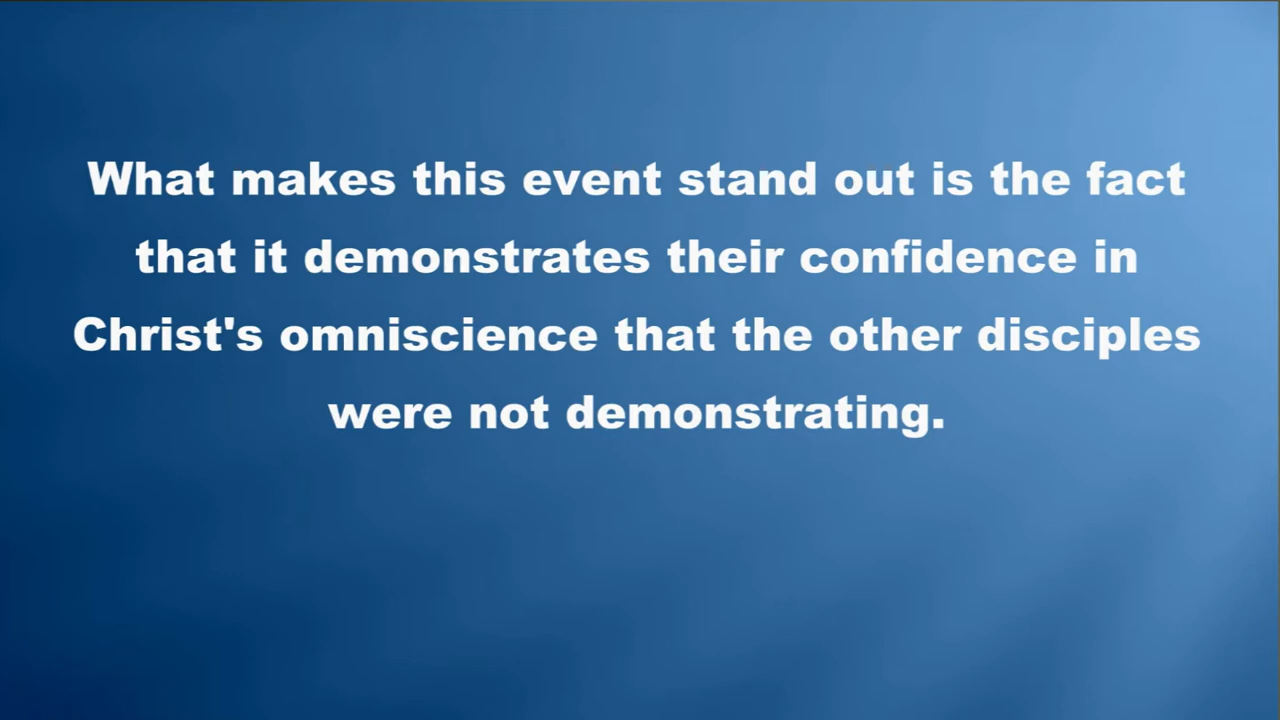 What makes this event stand out is the fact
that it demonstrates their confidence in
Christ's omniscience that the other disciples
were not demonstrating.